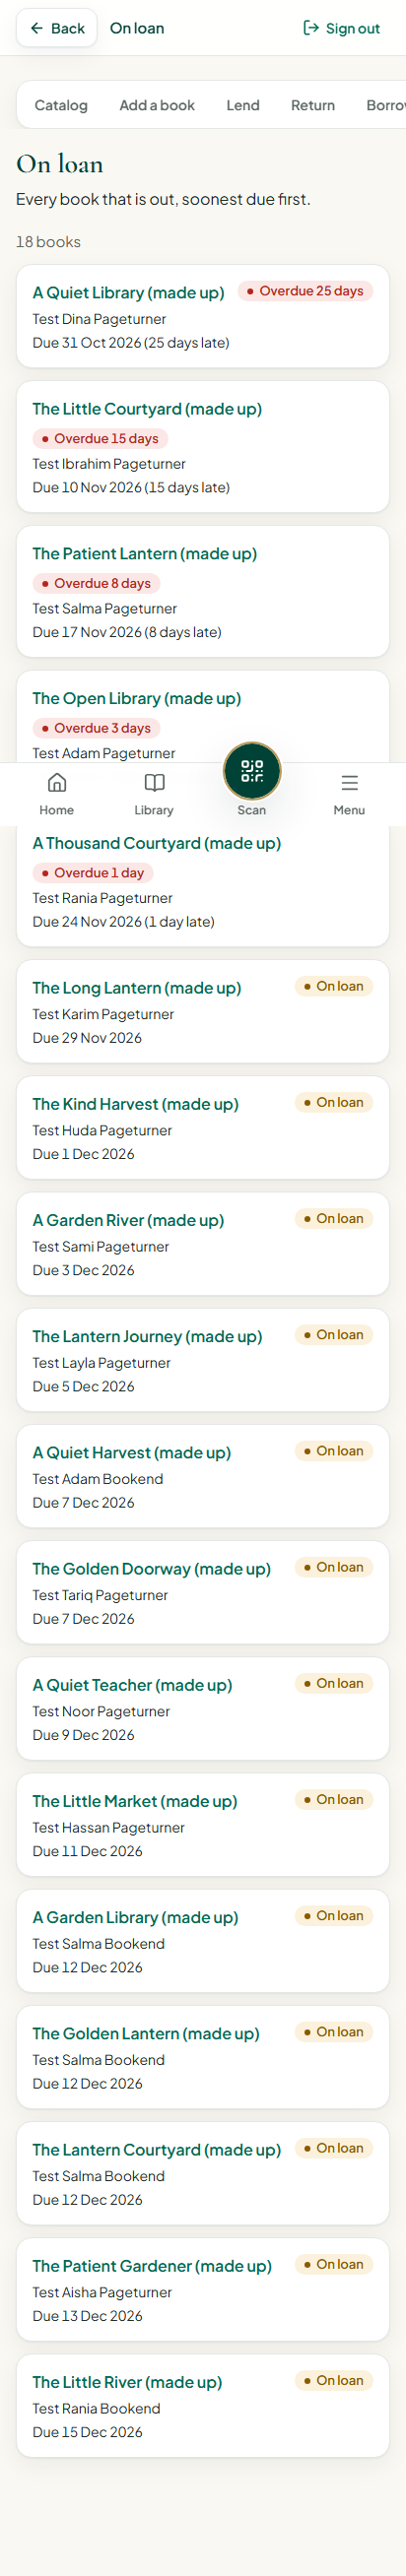 Back
On loan
Sign out
Catalog
Add a book
Lend
Return
On loan
Every book that is out, soonest due first.
18 books
A Quiet Library (made up)
Overdue 25 days
Test Dina Pageturner
Due 31 Oct 2026 (25 days late)
The Little Courtyard (made up)
Overdue 15 days
Test Ibrahim Pageturner
Due 10 Nov 2026 (15 days late)
The Patient Lantern (made up)
Overdue 8 days
Test Salma Pageturner
Due 17 Nov 2026 (8 days late)
The Open Library (made up)
Overdue 3 days
Test Adam Pageturner
Home
Library
Scan
Menu
A Thousand Courtyard (made up)
Overdue 1 day
Test Rania Pageturner
Due 24 Nov 2026 (1 day late)
The Long Lantern (made up)
On loan
Test Karim Pageturner
Due 29 Nov 2026
The Kind Harvest (made up)
On loan
Test Huda Pageturner
Due 1 Dec 2026
A Garden River (made up)
On loan
Test Sami Pageturner
Due 3 Dec 2026
The Lantern Journey (made up)
On loan
Test Layla Pageturner
Due 5 Dec 2026
A Quiet Harvest (made up)
On loan
Test Adam Bookend
Due 7 Dec 2026
The Golden Doorway (made up)
On loan
Test Tariq Pageturner
Due 7 Dec 2026
A Quiet Teacher (made up)
On loan
Test Noor Pageturner
Due 9 Dec 2026
The Little Market (made up)
On loan
Test Hassan Pageturner
Due 11 Dec 2026
A Garden Library (made up)
On loan
Test Salma Bookend
Due 12 Dec 2026
The Golden Lantern (made up)
On loan
Test Salma Bookend
Due 12 Dec 2026
The Lantern Courtyard (made up)
On loan
Test Salma Bookend
Due 12 Dec 2026
The Patient Gardener (made up)
On loan
Test Aisha Pageturner
Due 13 Dec 2026
The Little River (made up)
On loan
Test Rania Bookend
Due 15 Dec 2026